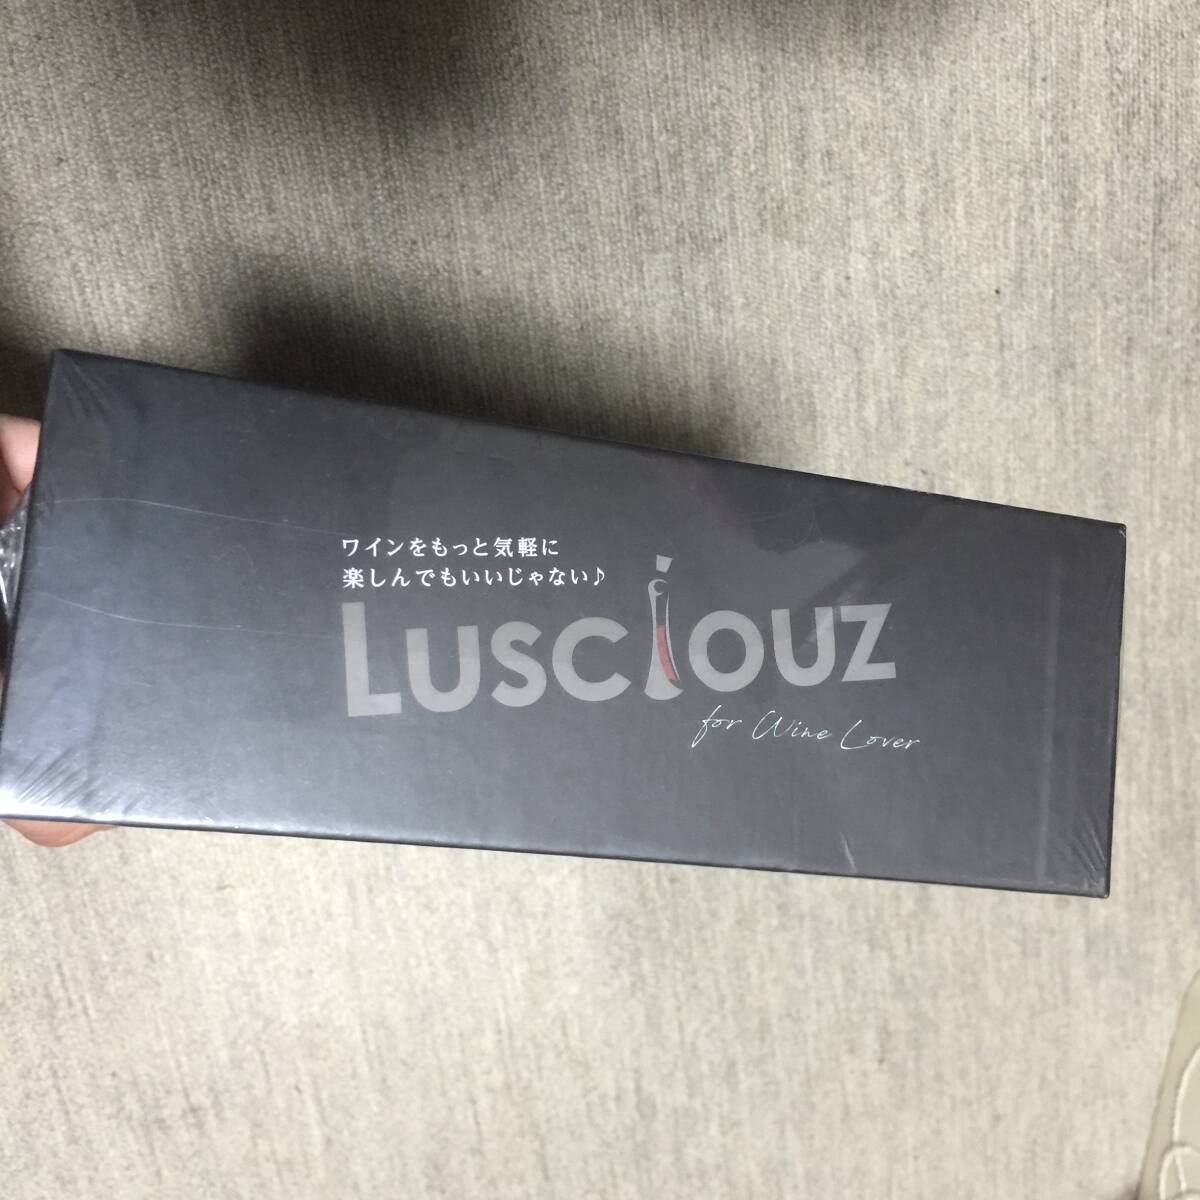 ワインをもっと気軽に
楽しんでもいいじゃない♪
LUSCIOUZ
for Wine Lover